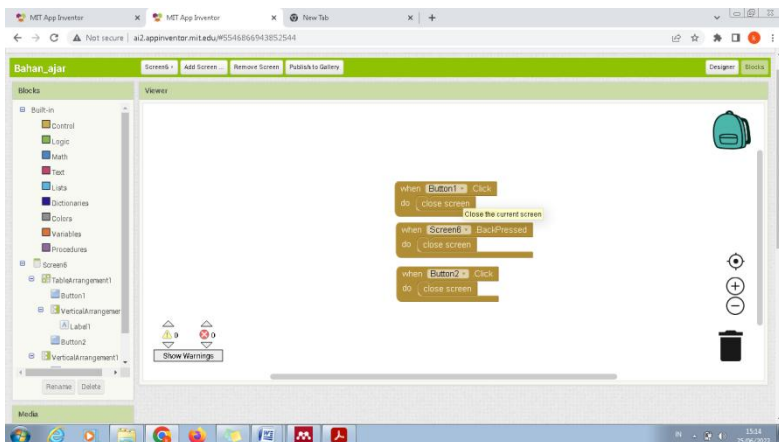 MIT App Inventor
MIT App Inventor
New Tab
Not secure | ai2.appinventor.mit.edu/#5546866943852544
Bahan_ajar
Screen6
Add Screen ...
Remove Screen
Publish to Gallery
Designer
Blocks
Blocks
Viewer
Built-in
Control
Logic
Math
Text
Lists
Dictionaries
Colors
Variables
Procedures
Screen6
TableArrangement1
Button1
VerticalArrangemer
Label1
Button2
VerticalArrangement1
Rename
Delete
Media
when Button1 .Click
do close screen
Close the current screen
when Screen6 .BackPressed
do close screen
when Button2 .Click
do close screen
0
0
Show Warnings
IN
15:14